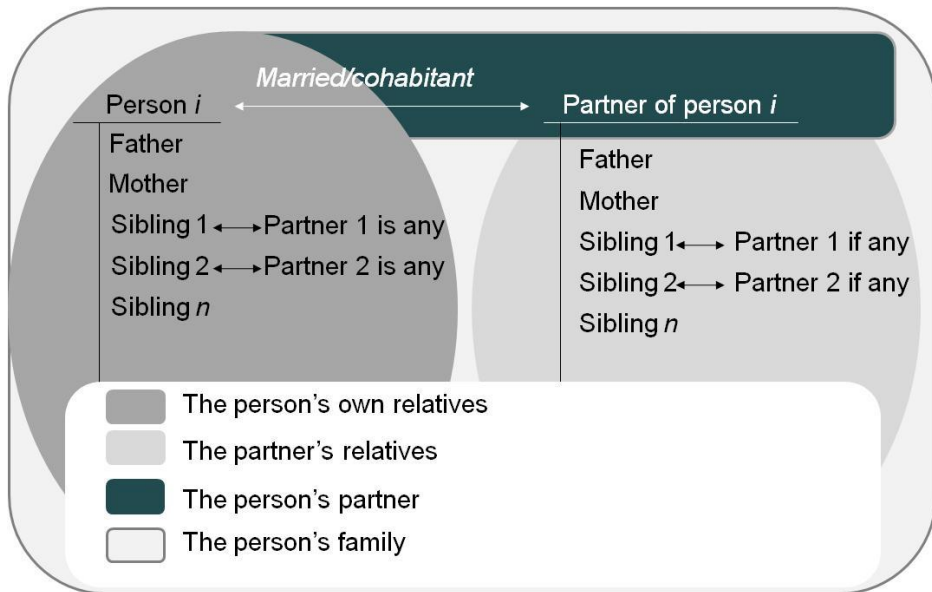 Married/cohabitant
Person i
Father
Mother
Sibling 1 Partner 1 is any
Sibling 2 Partner 2 is any
Sibling n
Partner of person i
Father
Mother
Sibling 1 Partner 1 if any
Sibling 2 Partner 2 if any
Sibling n
The person's own relatives
The partner's relatives
The person's partner
The person's family